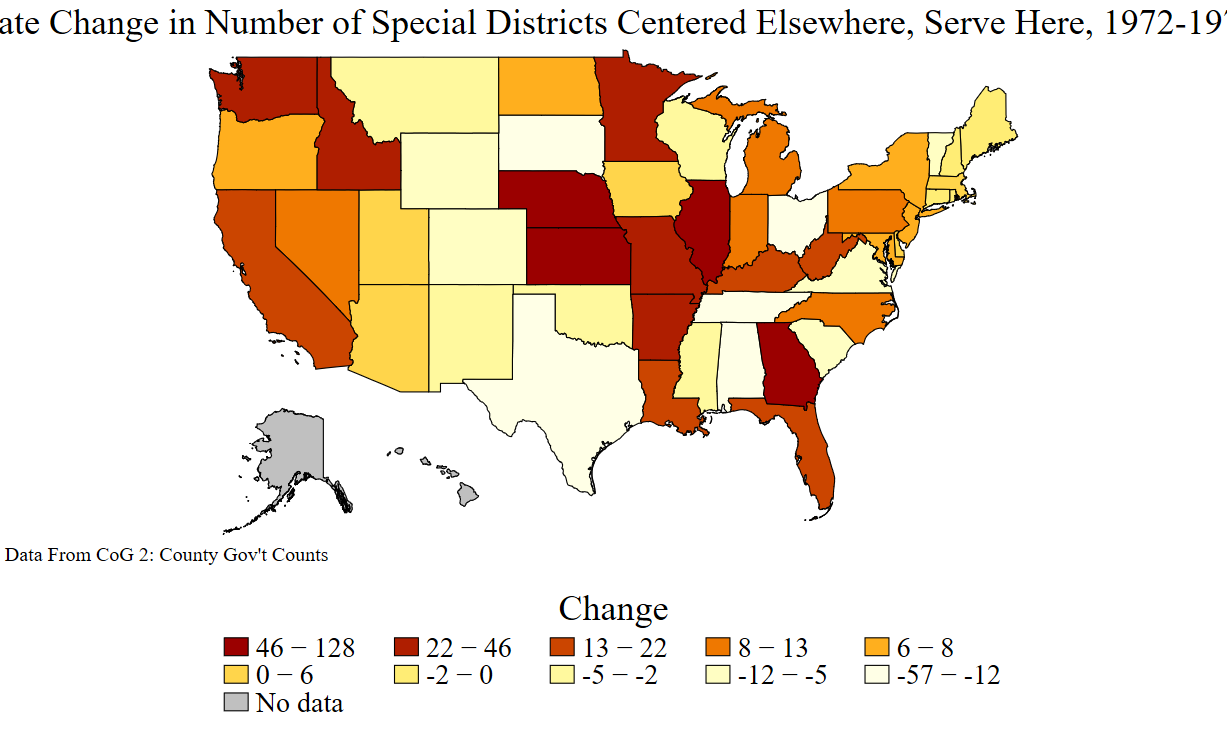 ate Change in Number of Special Districts Centered Elsewhere, Serve Here, 1972-19
Data From CoG 2: County Gov't Counts
Change
46 – 128 22 – 46 13 – 22 8 – 13 6 – 8
0 – 6 -2 – 0 -5 – -2 -12 – -5 -57 – -12
No data